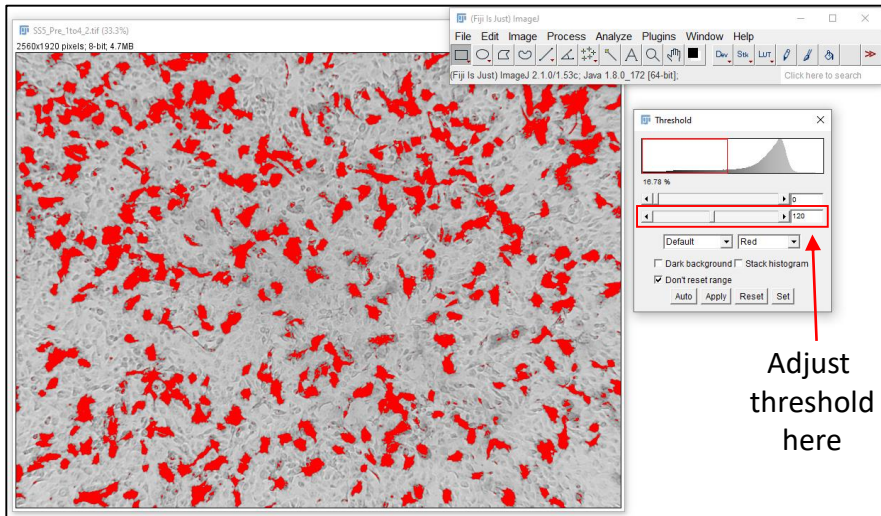 SS5_Pre_1to4_2.tif (33.3%)
2560x1920 pixels; 8-bit; 4.7MB
(Fiji Is Just) ImageJ
File Edit Image Process Analyze Plugins Window Help
A Dev Stk LUT >>
(Fiji Is Just) ImageJ 2.1.0/1.53c; Java 1.8.0_172 [64-bit];
Click here to search
Threshold
16.78 %
0
120
Default Red
Dark background Stack histogram
Don't reset range
Auto Apply Reset Set
Adjust
threshold
here